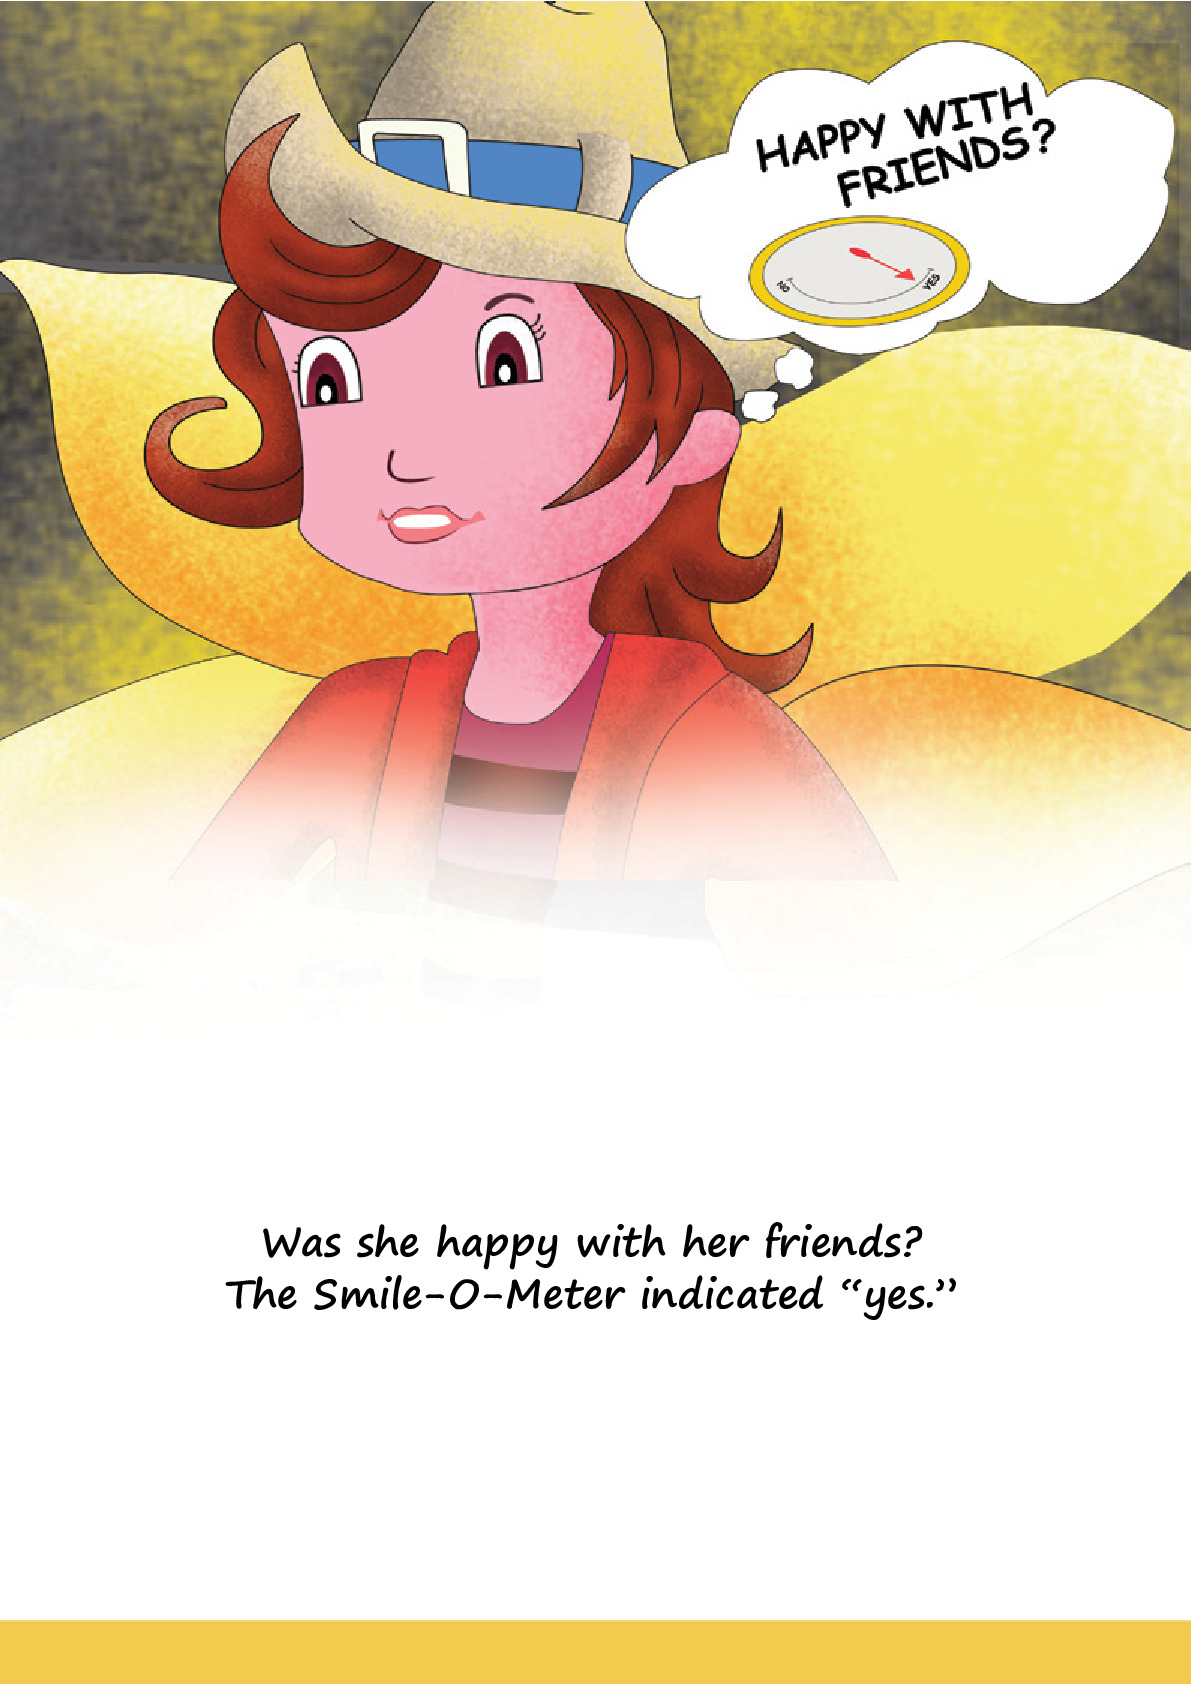 HAPPY WITH
FRIENDS?
NO
YES
Was she happy with her friends?
The Smile-O-Meter indicated “yes.”